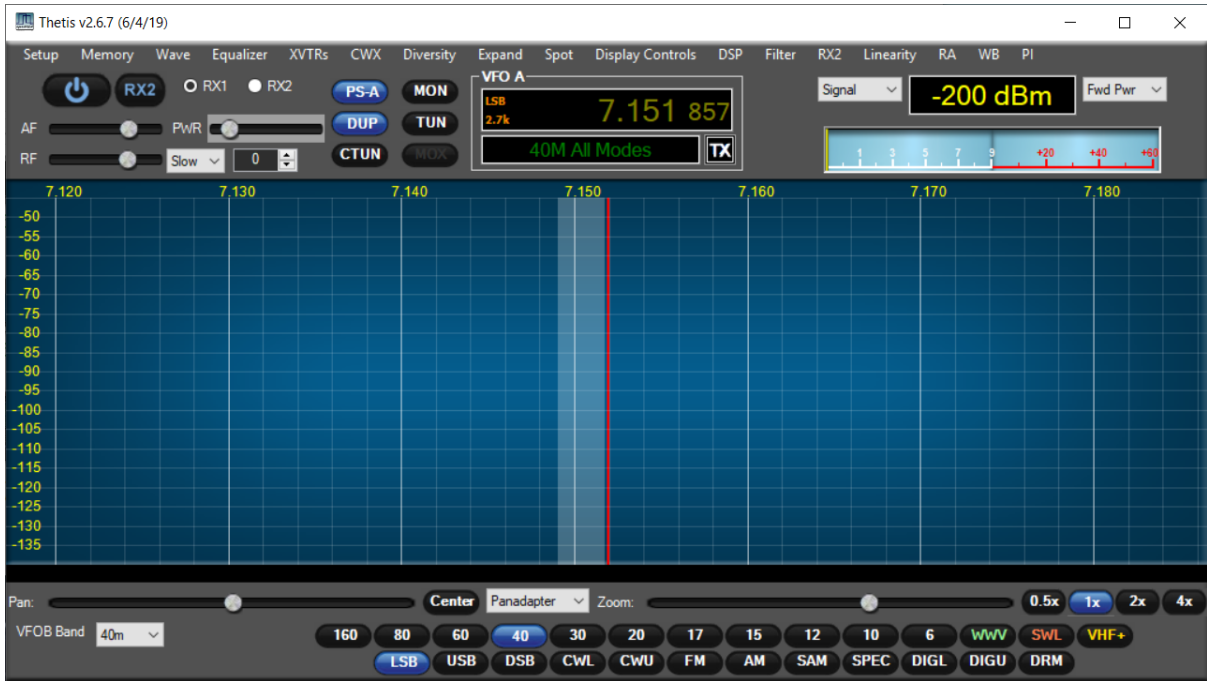 Thetis v2.6.7 (6/4/19)
Setup Memory Wave Equalizer XVTRs CWX Diversity Expand Spot Display Controls DSP Filter RX2 Linearity RA WB PI
RX2 RX1 RX2 PS-A MON VFO A
LSB 7.151 857 Signal -200 dBm Fwd Pwr
2.7k
AF PWR DUP TUN
RF Slow 0 CTUN MOX 40M All Modes TX 1 3 5 7 9 +20 +40 +60
7.120 7.130 7.140 7.150 7.160 7.170 7.180
-50
-55
-60
-65
-70
-75
-80
-85
-90
-95
-100
-105
-110
-115
-120
-125
-130
-135
Pan: Center Panadapter Zoom: 0.5x 1x 2x 4x
VFOB Band 40m 160 80 60 40 30 20 17 15 12 10 6 WWV SWL VHF+
LSB USB DSB CWL CWU FM AM SAM SPEC DIGL DIGU DRM